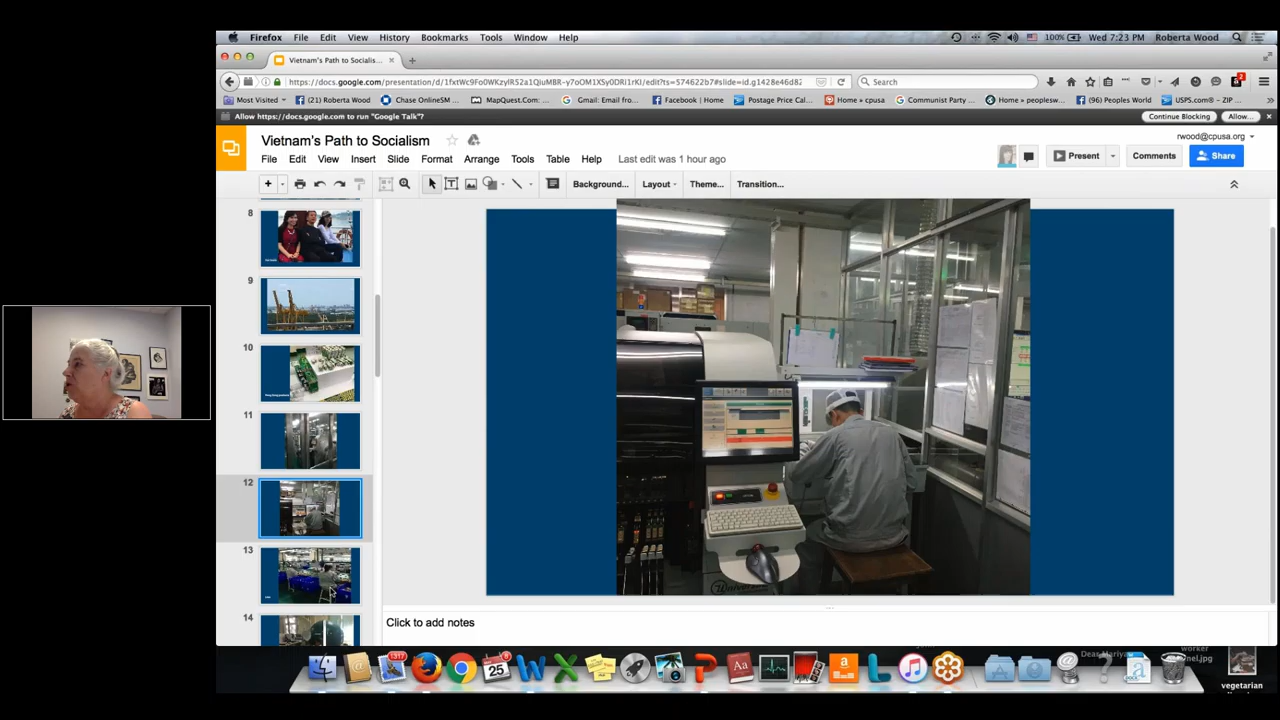 Firefox File Edit View History Bookmarks Tools Window Help 100% Wed 7:23 PM Roberta Wood
Vietnam's Path to Socialis...
Search
Most Visited (21) Roberta Wood Chase OnlineSM ... MapQuest.Com: ... Gmail: Email fro... Facebook | Home Postage Price Cal... Home » cpusa Communist Party ... Home » peoplesw... (96) Peoples World USPS.com® – ZIP ...
Allow https://docs.google.com to run "Google Talk"? Continue Blocking Allow...
rwood@cpusa.org
Vietnam's Path to Socialism
File Edit View Insert Slide Format Arrange Tools Table Help Last edit was 1 hour ago
Present Comments Share
Background... Layout Theme... Transition...
8
9
10
11
12
13
14
Click to add notes
25
vegetarian